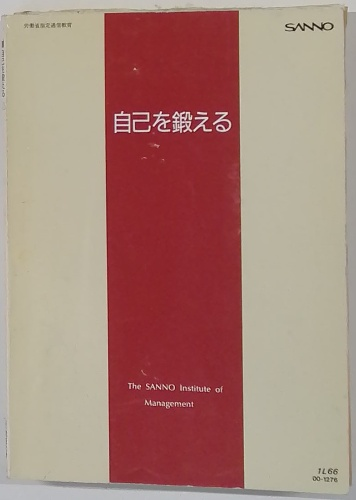 労働省指定通信教育
SANNO
自己を鍛える
The SANNO Institute of
Management
1L66
00-1276